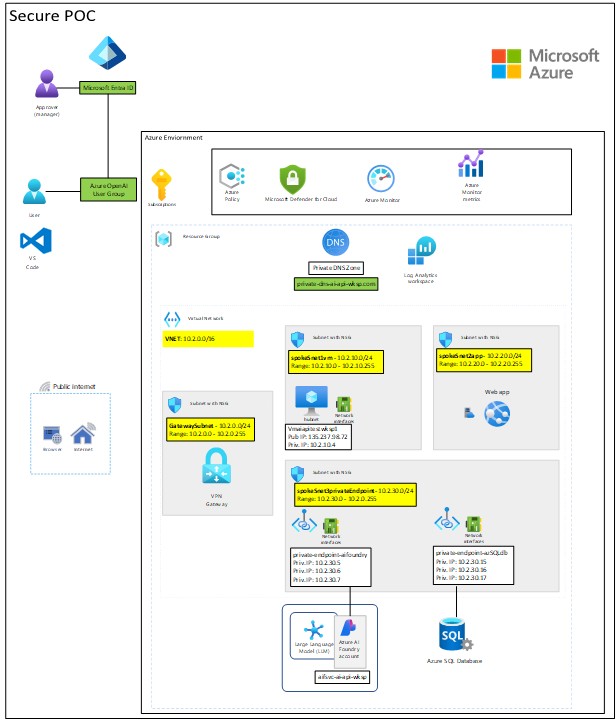 Secure POC
Microsoft
Azure
Microsoft Entra ID
Approver
(manager)
Azure Enviornment
Azure OpenAI
User Group
User
Subscriptions
Azure
Policy
Microsoft Defender for Cloud
Azure Monitor
Azure
Monitor
metrics
VS
Code
Resource Group
DNS
Private DNS Zone
private-dns-ai-api-wksp.com
Log Analytics
workspace
Virtual Network
VNET: 10.2.0.0/16
Subnet with NSG
spokeSnet1vm - 10.2.10.0/24
Range: 10.2.10.0 - 10.2.10.255
Subnet with NSG
spokeSnet2app - 10.2.20.0/24
Range: 10.2.20.0 - 10.2.20.255
Public Internet
Browser
Internet
Subnet with NSG
GatewaySubnet - 10.2.0.0/24
Range: 10.2.0.0 - 10.2.0.255
VPN
Gateway
Subnet
Network
Interfaces
Pub IP: 135.237.98.72
Priv. IP: 10.2.10.4
Web app
Subnet with NSG
spokeSnet3privateEndpoint - 10.2.30.0/24
Range: 10.2.30.0 - 10.2.0.255
Network
Interfaces
private-endpoint-aifoundry
Priv. IP: 10.2.30.5
Priv. IP: 10.2.30.6
Priv. IP: 10.2.30.7
Network
Interfaces
private-endpoint-azSQLdb
Priv. IP: 10.2.30.15
Priv. IP: 10.2.30.16
Priv. IP: 10.2.30.17
Large Language
Model (LLM)
Azure AI
Foundry
account
aifsvc-ai-api-wksp
SQL
Azure SQL Database